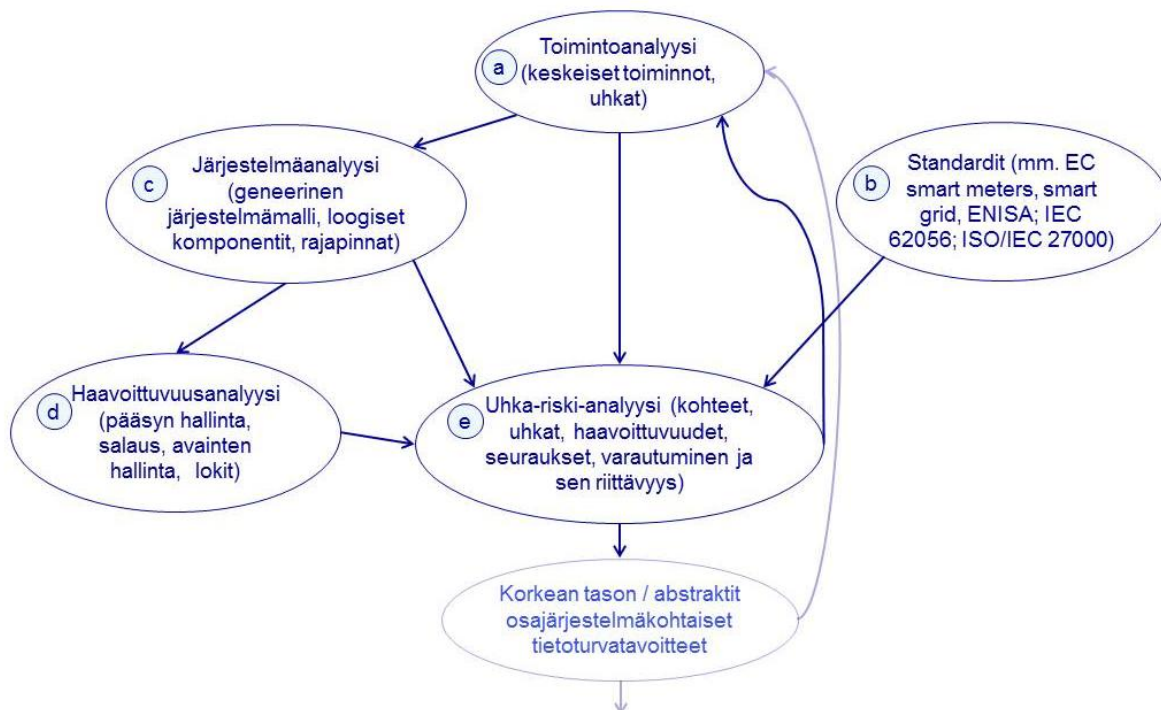 a
Toimintoanalyysi
(keskeiset toiminnot,
uhkat)
c
Järjestelmäanalyysi
(geneerinen
järjestelmämalli, loogiset
komponentit, rajapinnat)
b
Standardit (mm. EC
smart meters, smart
grid, ENISA; IEC
62056; ISO/IEC 27000)
d
Haavoittuvuusanalyysi
(pääsyn hallinta,
salaus, avainten
hallinta, lokit)
e
Uhka-riski-analyysi (kohteet,
uhkat, haavoittuvuudet,
seuraukset, varautuminen ja
sen riittävyys)
Korkean tason / abstraktit
osajärjestelmäkohtaiset
tietoturvatavoitteet